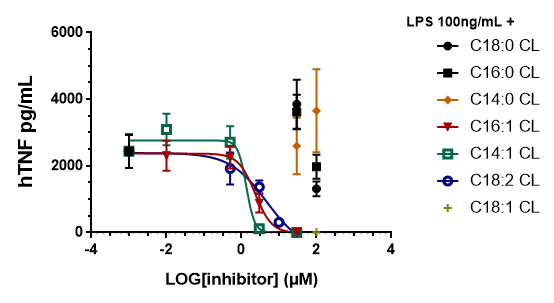 LPS 100ng/mL +
6000
4000
2000
0
hTNF pg/mL
-4
-2
0
2
4
LOG[inhibitor] (µM)
C18:0 CL
C16:0 CL
C14:0 CL
C16:1 CL
C14:1 CL
C18:2 CL
C18:1 CL